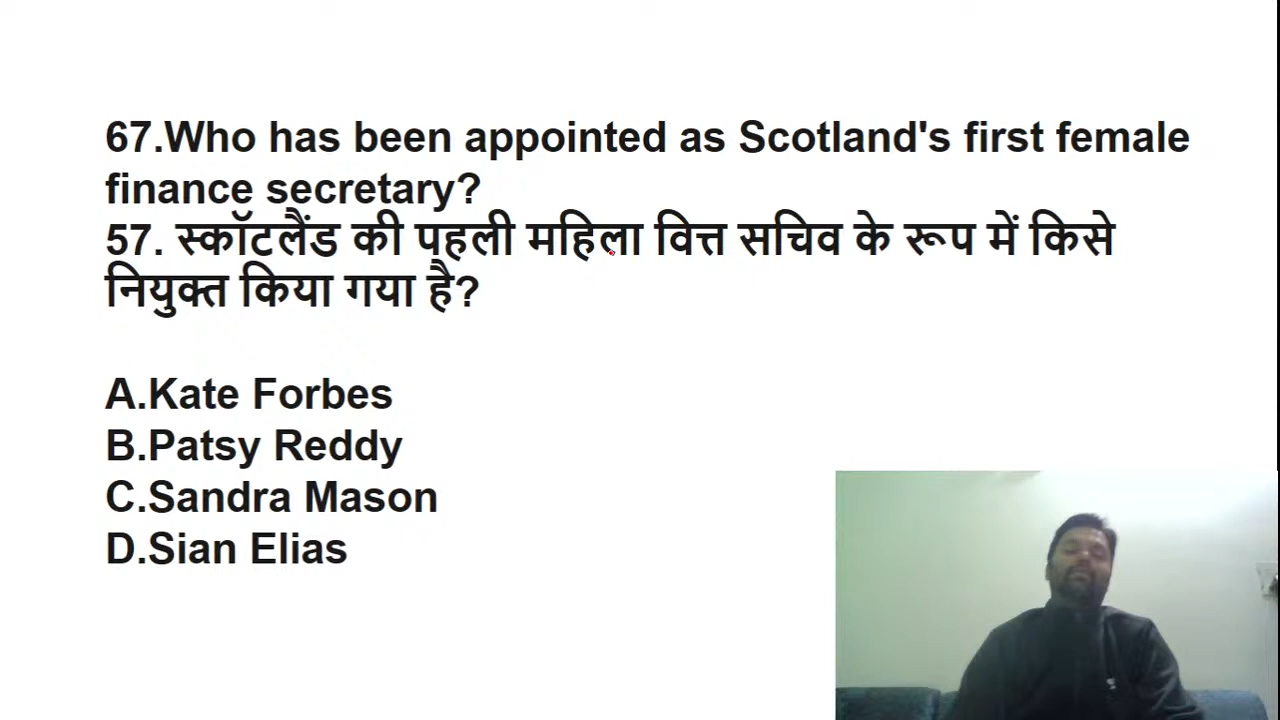 67.Who has been appointed as Scotland's first female
finance secretary?
57. स्कॉटलैंड की पहली महिला वित्त सचिव के रूप में किसे
नियुक्त किया गया है?
A.Kate Forbes
B.Patsy Reddy
C.Sandra Mason
D.Sian Elias